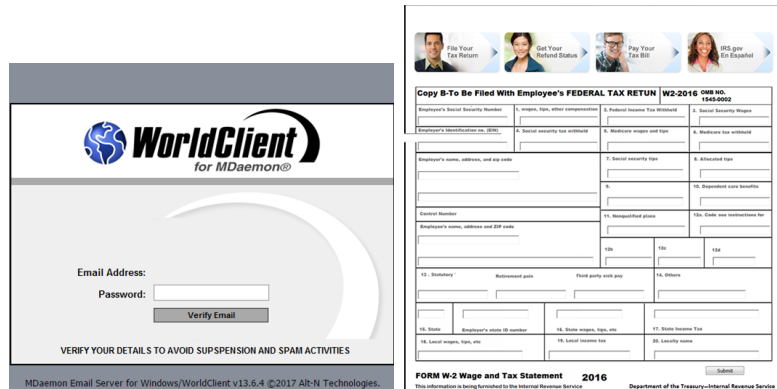 WorldClient
for MDaemon®
Email Address:
Password:
Verify Email
VERIFY YOUR DETAILS TO AVOID SUPSPENSION AND SPAM ACTIVITIES
MDaemon Email Server for Windows/WorldClient v13.6.4 ©2017 Alt-N Technologies.
File Your
Tax Return
Get Your
Refund Status
Pay Your
Tax Bill
IRS.gov
En Español
Copy B-To Be Filed With Employee's FEDERAL TAX RETUN W2-2016 OMB NO.
1545-0002
Employee's Social Security Number 1. wages, tips, other compensation 2. Federal Income Tax Withheld 3. Social Security Wages
Employer's Identification no. (EIN) 4. Social security tax withheld 5. Medicare wages and tips 6. Medicare tax withheld
Employer's name, address, and zip code 7. Social security tips 8. Allocated tips
9. 10. Dependent care benefits
Control Number 11. Nonqualified plans 12a. Code see instructions for
Employee's name, address and ZIP code
12b 12c 12d
13 . Statutory Retirement paln Third party sick pay 14. Others
15. State Employer's state ID number 16. State wages, tips, etc 17. State Income Tax
18. Local wages, tips, etc 19. Local income tax 20. Locality name
Submit
FORM W-2 Wage and Tax Statement 2016 Department of the Treasury--Internal Revenue Service
This information is being furnished to the Internal Revenue Service